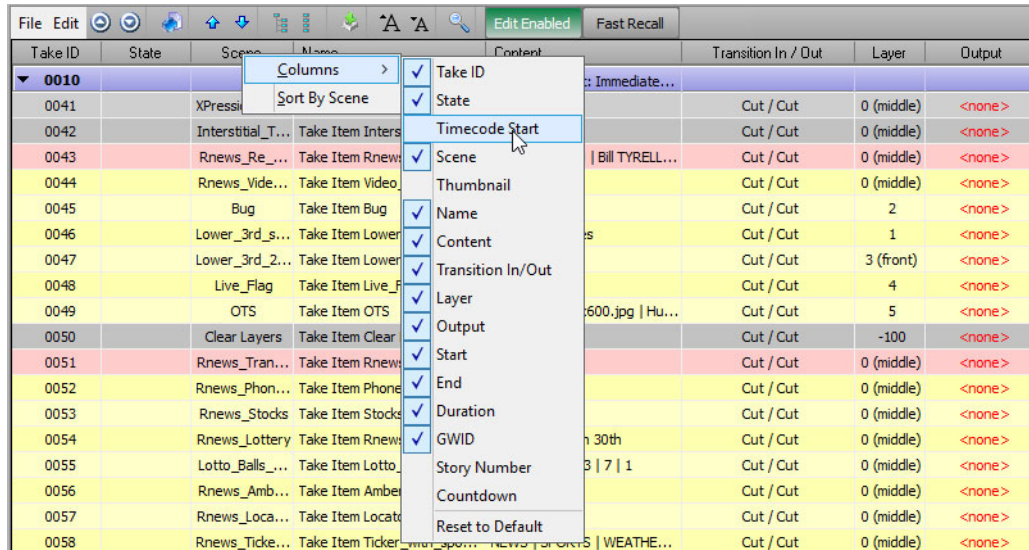 File Edit Edit Enabled Fast Recall
Take ID State Scene Name Content Transition In / Out Layer Output
0010 :: Immediate...
Columns >
Sort By Scene
Take ID
State
Timecode Start
Scene
Thumbnail
Name
Content
Transition In/Out
Layer
Output
Start
End
Duration
GWID
Story Number
Countdown
Reset to Default
0041 XPressi Cut / Cut 0 (middle) <none>
0042 Interstitial_T... Take Item Inters Cut / Cut 0 (middle) <none>
0043 Rnews_Re_... Take Item Rnews | Bill TYRELL... Cut / Cut 0 (middle) <none>
0044 Rnews_Vide... Take Item Video_ Cut / Cut 0 (middle) <none>
0045 Bug Take Item Bug Cut / Cut 2 <none>
0046 Lower_3rd_s... Take Item Lower s Cut / Cut 1 <none>
0047 Lower_3rd_2... Take Item Lower Cut / Cut 3 (front) <none>
0048 Live_Flag Take Item Live_F Cut / Cut 4 <none>
0049 OTS Take Item OTS 600.jpg | Hu... Cut / Cut 5 <none>
0050 Clear Layers Take Item Clear Cut / Cut -100 <none>
0051 Rnews_Tran... Take Item Rnews Cut / Cut 0 (middle) <none>
0052 Rnews_Phon... Take Item Phone Cut / Cut 0 (middle) <none>
0053 Rnews_Stocks Take Item Stocks Cut / Cut 0 (middle) <none>
0054 Rnews_Lottery Take Item Rnews 30th Cut / Cut 0 (middle) <none>
0055 Lotto_Balls_... Take Item Lotto_ 3 | 7 | 1 Cut / Cut 0 (middle) <none>
0056 Rnews_Amb... Take Item Amber Cut / Cut 0 (middle) <none>
0057 Rnews_Loca... Take Item Locato Cut / Cut 0 (middle) <none>
0058 Rnews_Ticke... Take Item Ticker_with_spo... NEWS | SPORTS | WEATHE... Cut / Cut 0 (middle) <none>